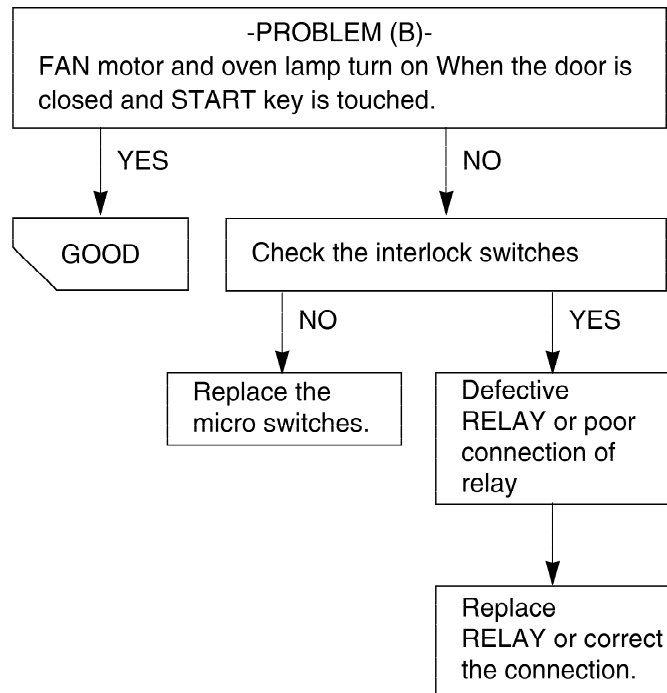 -PROBLEM (B)-
FAN motor and oven lamp turn on When the door is
closed and START key is touched.
YES
NO
GOOD
Check the interlock switches
NO
YES
Replace the
micro switches.
Defective
RELAY or poor
connection of
relay
Replace
RELAY or correct
the connection.